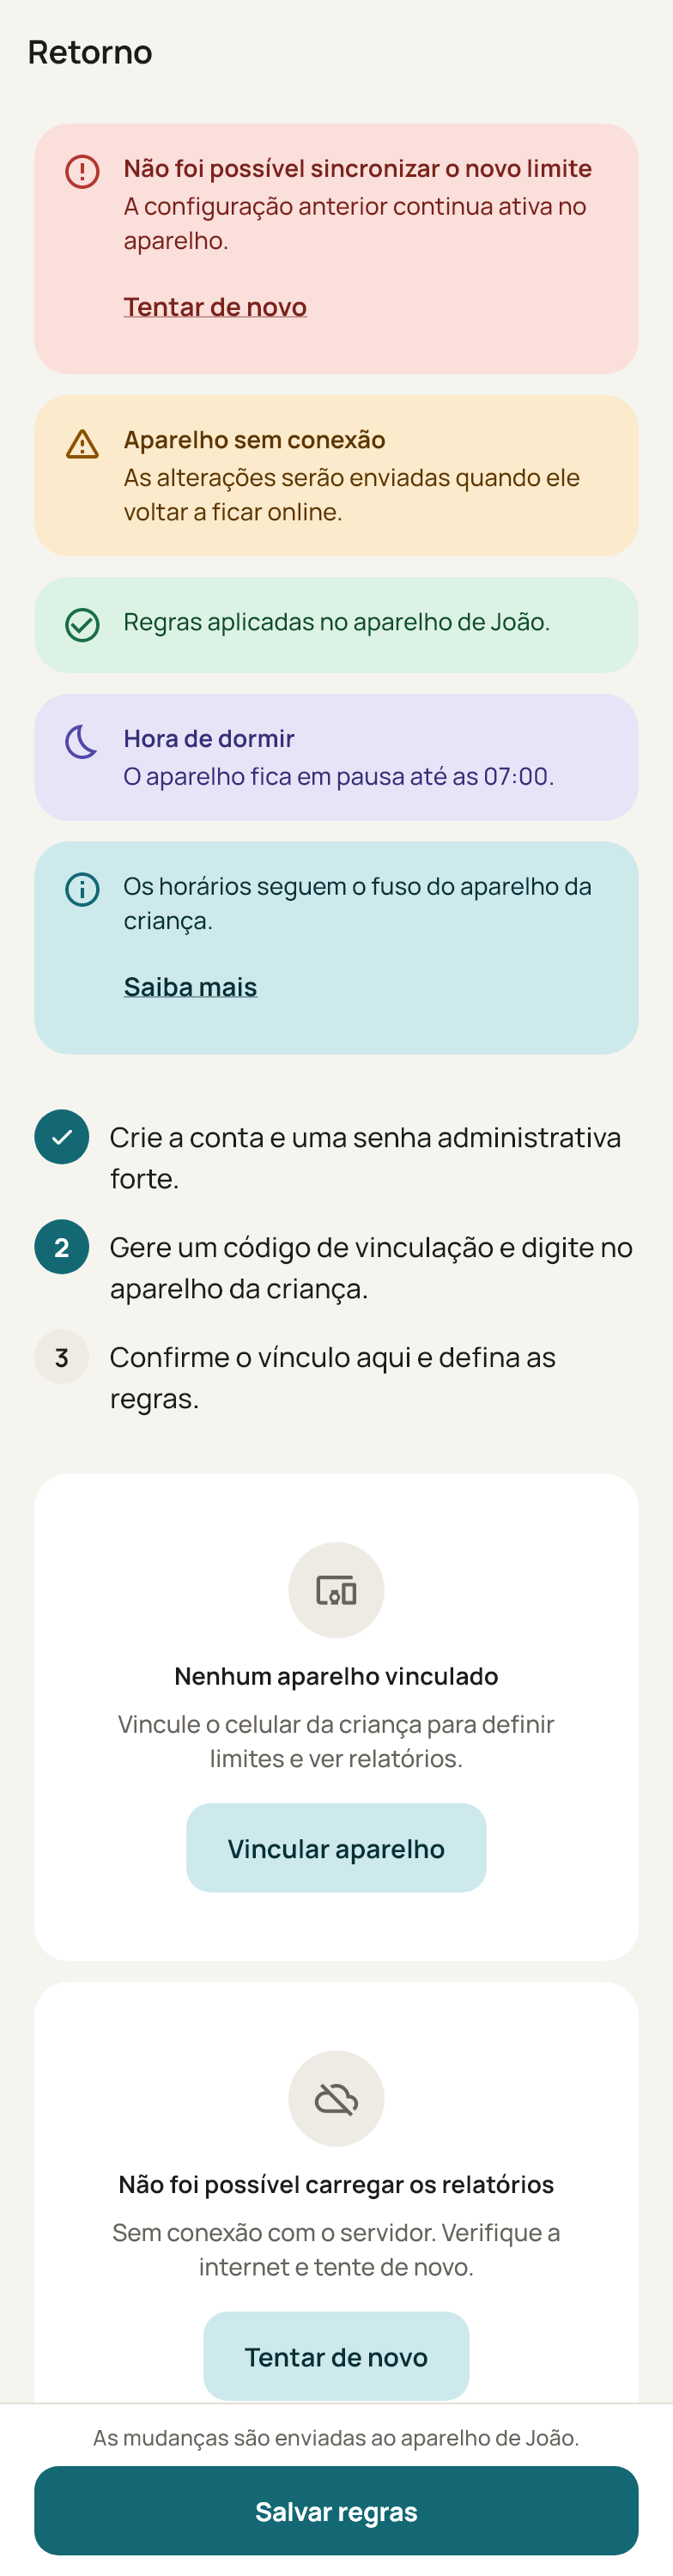 Retorno
Não foi possível sincronizar o novo limite
A configuração anterior continua ativa no
aparelho.
Tentar de novo
Aparelho sem conexão
As alterações serão enviadas quando ele
voltar a ficar online.
Regras aplicadas no aparelho de João.
Hora de dormir
O aparelho fica em pausa até as 07:00.
Os horários seguem o fuso do aparelho da
criança.
Saiba mais
Crie a conta e uma senha administrativa
forte.
2 Gere um código de vinculação e digite no
aparelho da criança.
3 Confirme o vínculo aqui e defina as
regras.
Nenhum aparelho vinculado
Vincule o celular da criança para definir
limites e ver relatórios.
Vincular aparelho
Não foi possível carregar os relatórios
Sem conexão com o servidor. Verifique a
internet e tente de novo.
Tentar de novo
As mudanças são enviadas ao aparelho de João.
Salvar regras